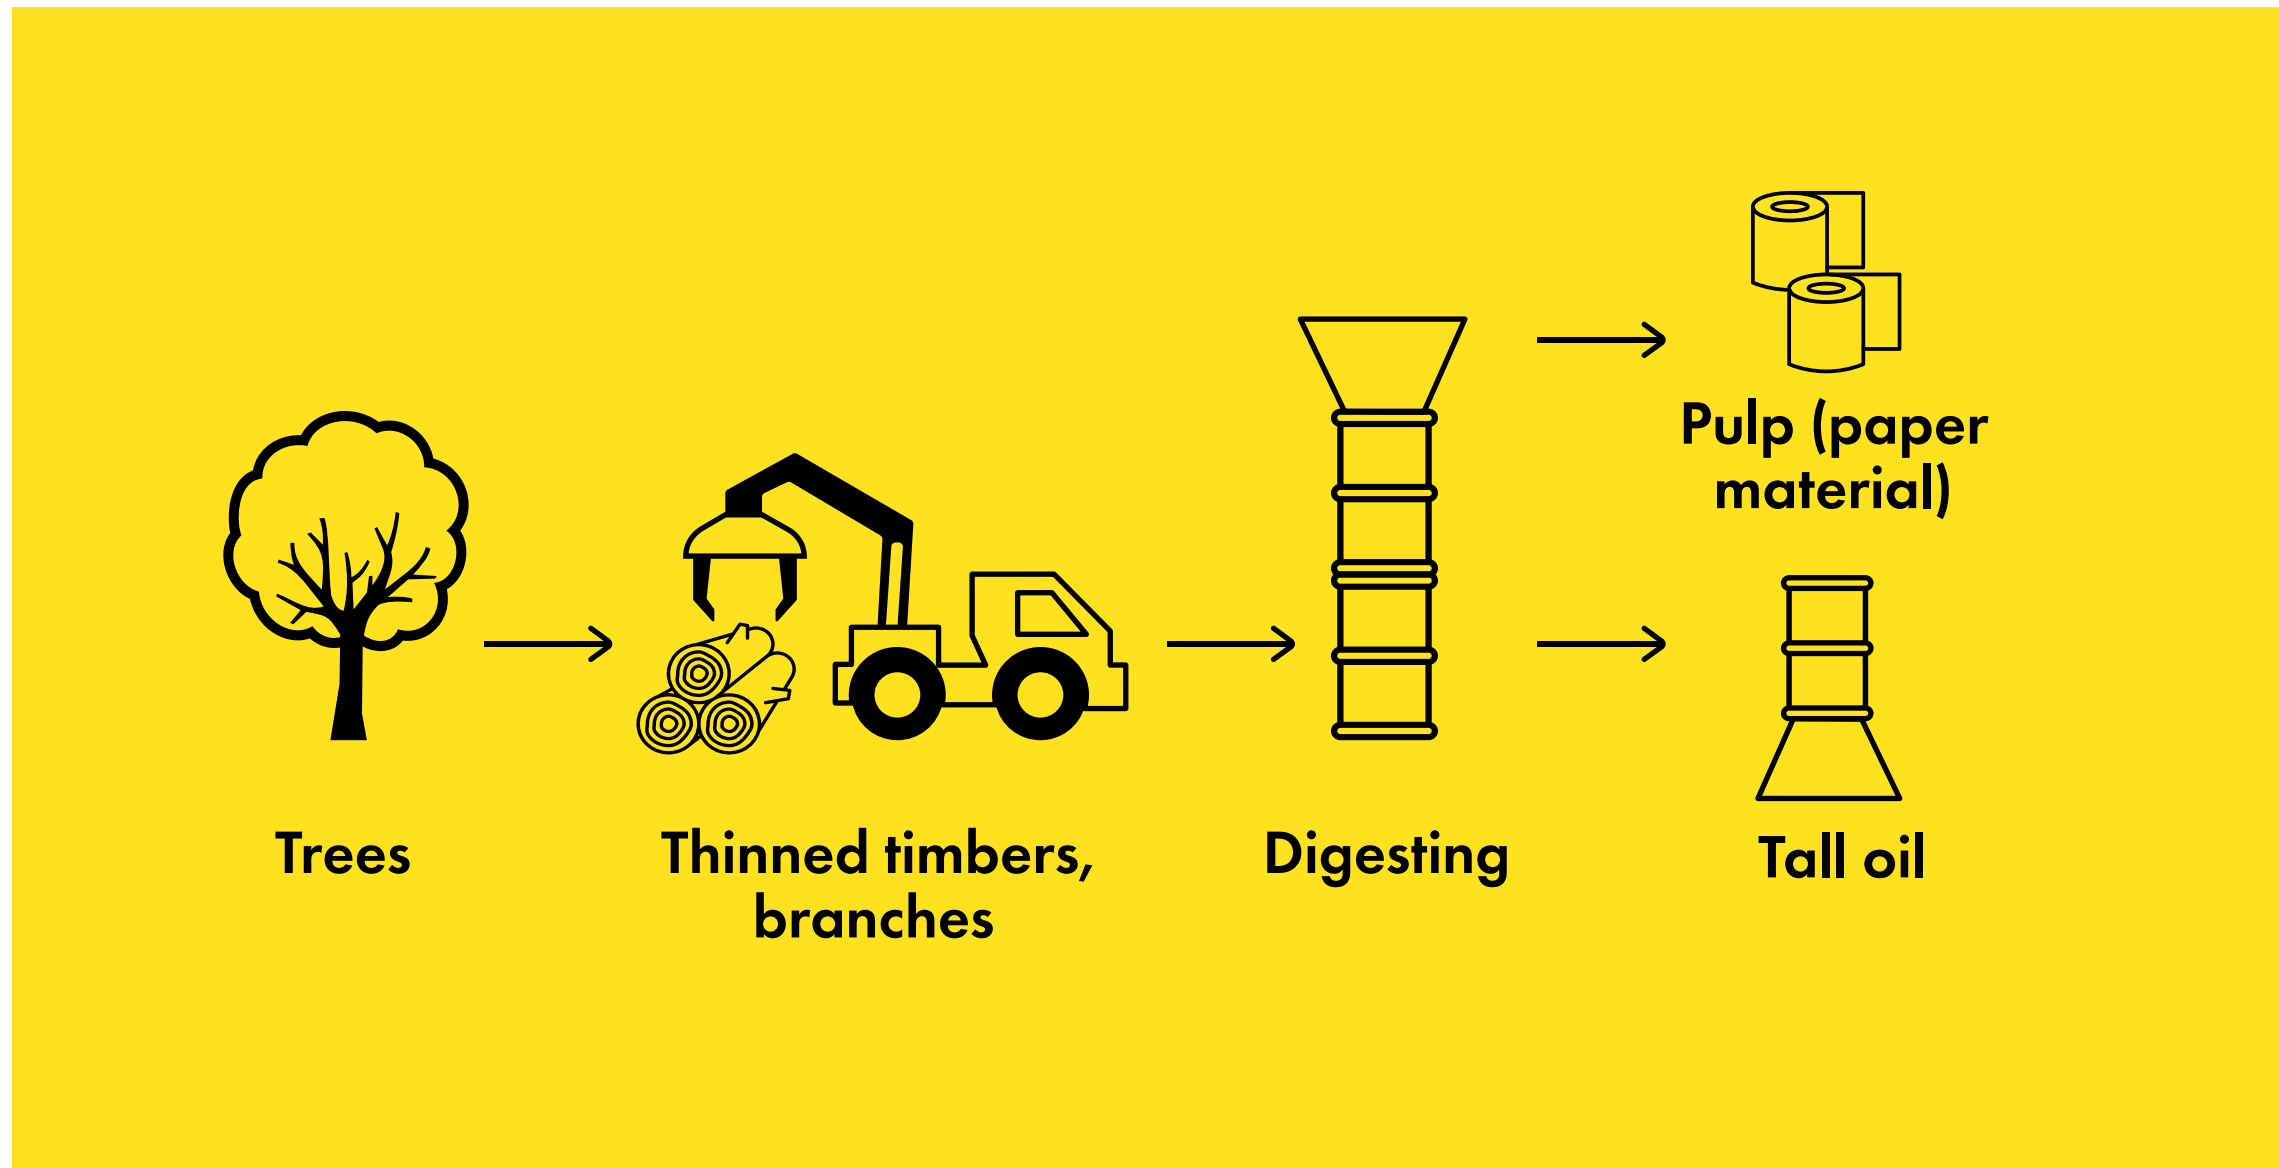 Trees
Thinned timbers,
branches
Digesting
Pulp (paper
material)
Tall oil